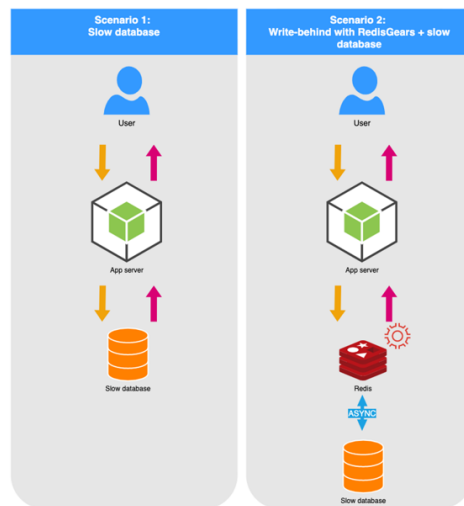 Scenario 1:
Slow database
User
App server
Slow database
Scenario 2:
Write-behind with RedisGears + slow
database
User
App server
Redis
ASYNC
Slow database